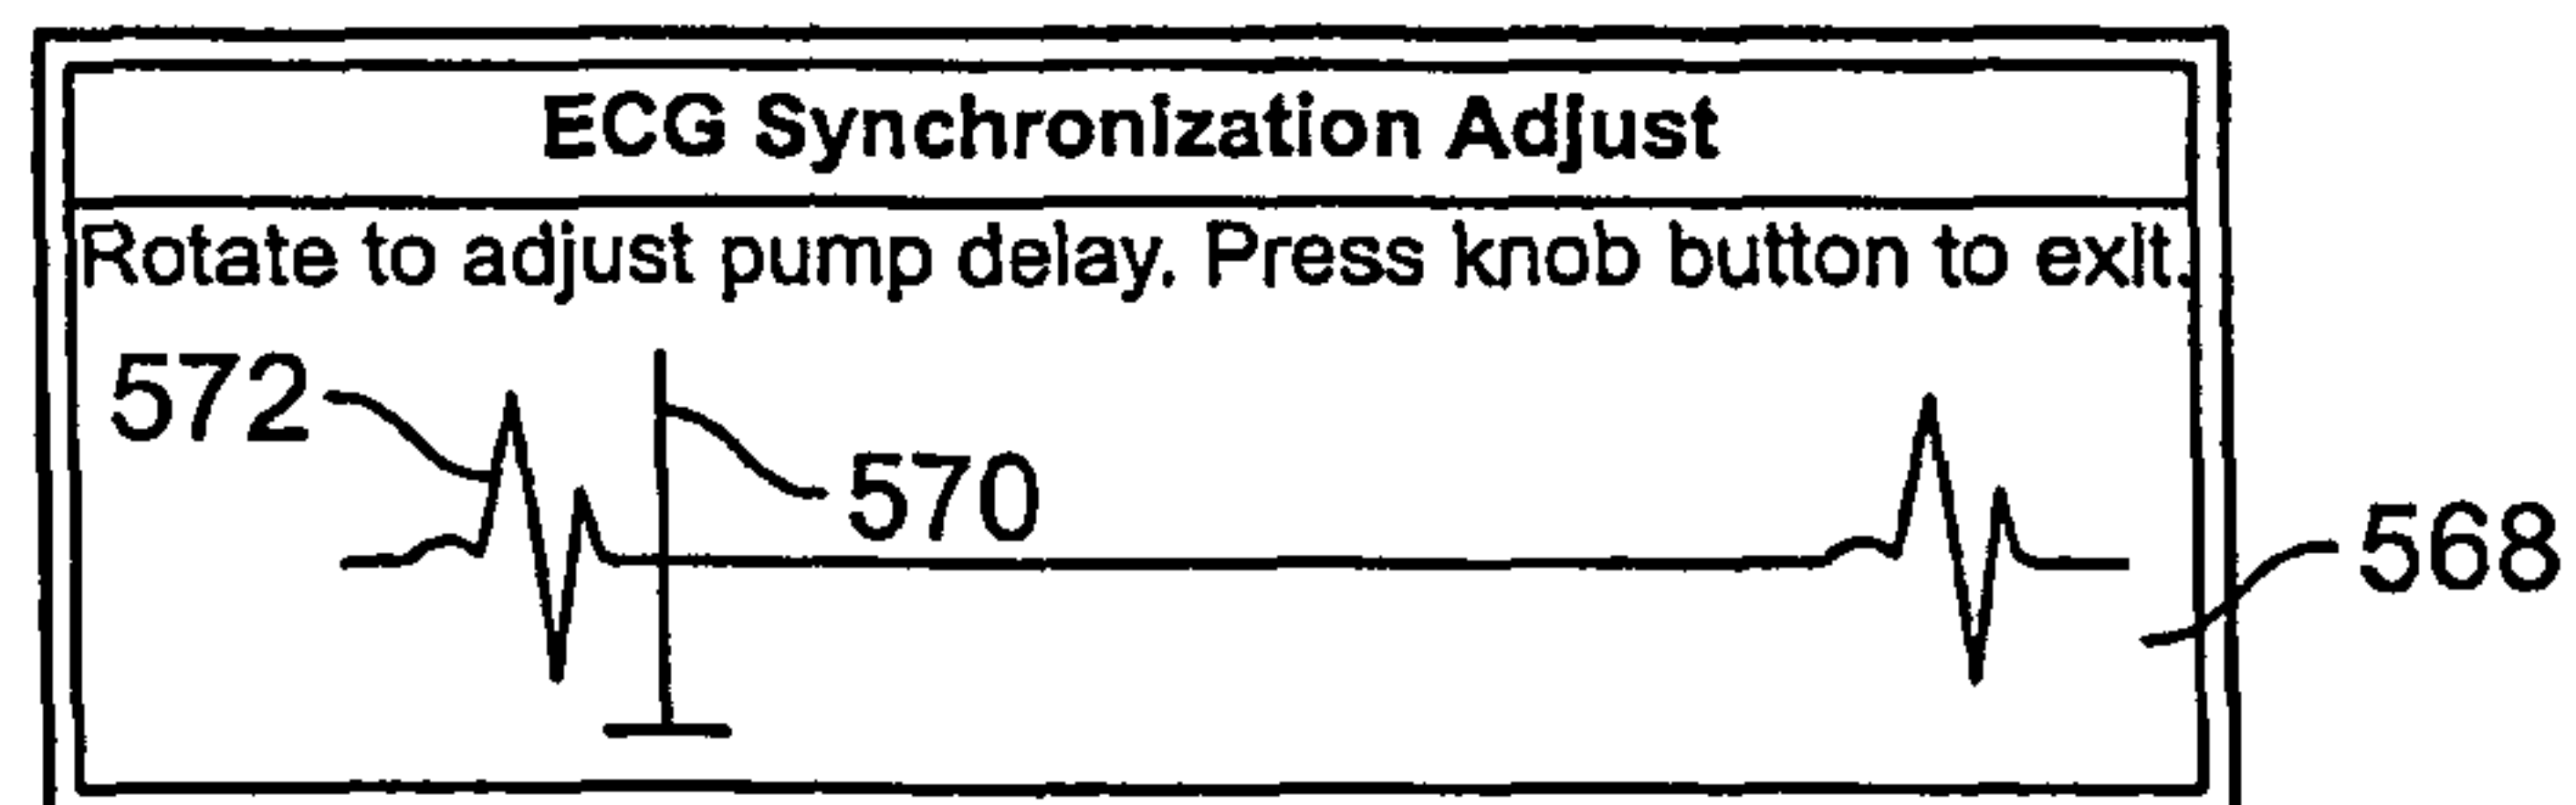 ECG Synchronization Adjust
Rotate to adjust pump delay. Press knob button to exit.
572
570
568